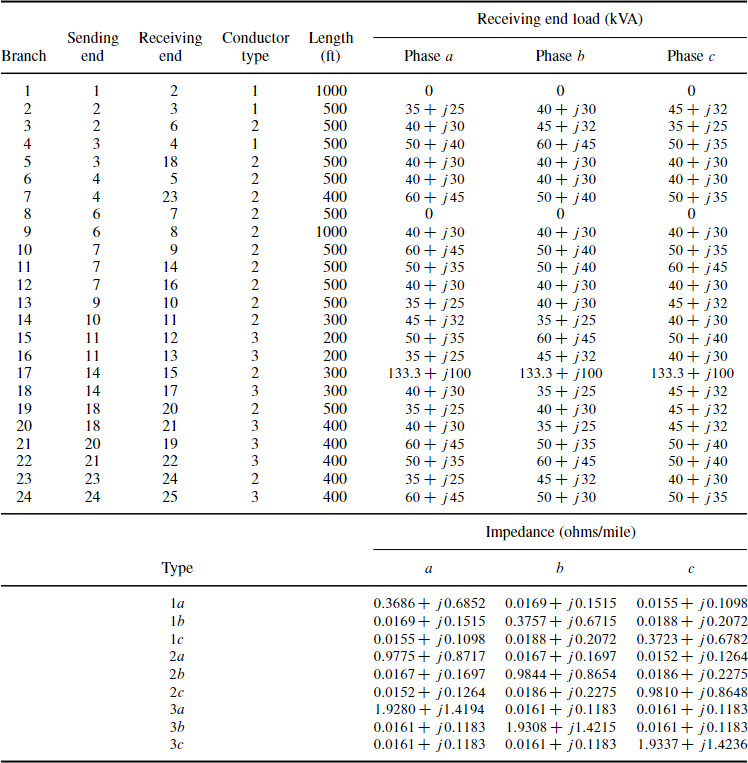 Receiving end load (kVA)
Branch Sending end Receiving end Conductor type Length (ft) Phase a Phase b Phase c
1 1 2 1 1000 0 0 0
2 2 3 1 500 35 + j25 40 + j30 45 + j32
3 2 6 2 500 40 + j30 45 + j32 35 + j25
4 3 4 1 500 50 + j40 60 + j45 50 + j35
5 3 18 2 500 40 + j30 40 + j30 40 + j30
6 4 5 2 500 40 + j30 40 + j30 40 + j30
7 4 23 2 400 60 + j45 50 + j40 50 + j35
8 6 7 2 500 0 0 0
9 6 8 2 1000 40 + j30 40 + j30 40 + j30
10 7 9 2 500 60 + j45 50 + j40 50 + j35
11 7 14 2 500 50 + j35 50 + j40 60 + j45
12 7 16 2 500 40 + j30 40 + j30 40 + j30
13 9 10 2 500 35 + j25 40 + j30 45 + j32
14 10 11 2 300 45 + j32 35 + j25 40 + j30
15 11 12 3 200 50 + j35 60 + j45 50 + j40
16 11 13 3 200 35 + j25 45 + j32 40 + j30
17 14 15 2 300 133.3 + j100 133.3 + j100 133.3 + j100
18 14 17 3 300 40 + j30 35 + j25 45 + j32
19 18 20 2 500 35 + j25 40 + j30 45 + j32
20 18 21 3 400 40 + j30 35 + j25 45 + j32
21 20 19 3 400 60 + j45 50 + j35 50 + j40
22 21 22 3 400 50 + j35 60 + j45 50 + j40
23 23 24 2 400 35 + j25 45 + j32 40 + j30
24 24 25 3 400 60 + j45 50 + j30 50 + j35
Impedance (ohms/mile)
Type a b c
1a 0.3686 + j0.6852 0.0169 + j0.1515 0.0155 + j0.1098
1b 0.0169 + j0.1515 0.3757 + j0.6715 0.0188 + j0.2072
1c 0.0155 + j0.1098 0.0188 + j0.2072 0.3723 + j0.6782
2a 0.9775 + j0.8717 0.0167 + j0.1697 0.0152 + j0.1264
2b 0.0167 + j0.1697 0.9844 + j0.8654 0.0186 + j0.2275
2c 0.0152 + j0.1264 0.0186 + j0.2275 0.9810 + j0.8648
3a 1.9280 + j1.4194 0.0161 + j0.1183 0.0161 + j0.1183
3b 0.0161 + j0.1183 1.9308 + j1.4215 0.0161 + j0.1183
3c 0.0161 + j0.1183 0.0161 + j0.1183 1.9337 + j1.4236